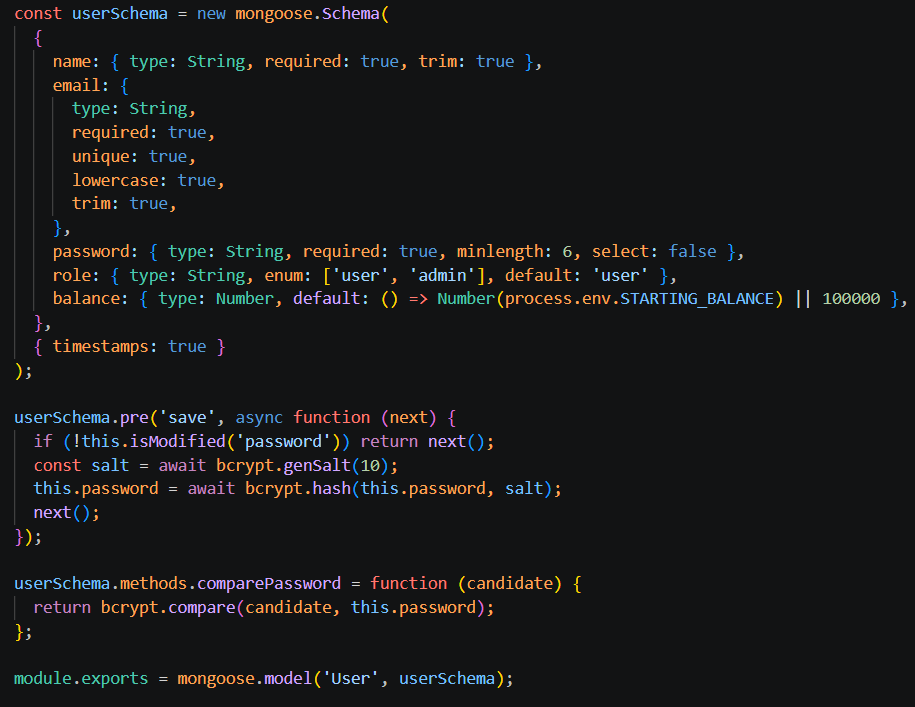 const userSchema = new mongoose.Schema(
  {
    name: { type: String, required: true, trim: true },
    email: {
      type: String,
      required: true,
      unique: true,
      lowercase: true,
      trim: true,
    },
    password: { type: String, required: true, minlength: 6, select: false },
    role: { type: String, enum: ['user', 'admin'], default: 'user' },
    balance: { type: Number, default: () => Number(process.env.STARTING_BALANCE) || 100000 },
  },
  { timestamps: true }
);

userSchema.pre('save', async function (next) {
  if (!this.isModified('password')) return next();
  const salt = await bcrypt.genSalt(10);
  this.password = await bcrypt.hash(this.password, salt);
  next();
});

userSchema.methods.comparePassword = function (candidate) {
  return bcrypt.compare(candidate, this.password);
};

module.exports = mongoose.model('User', userSchema);